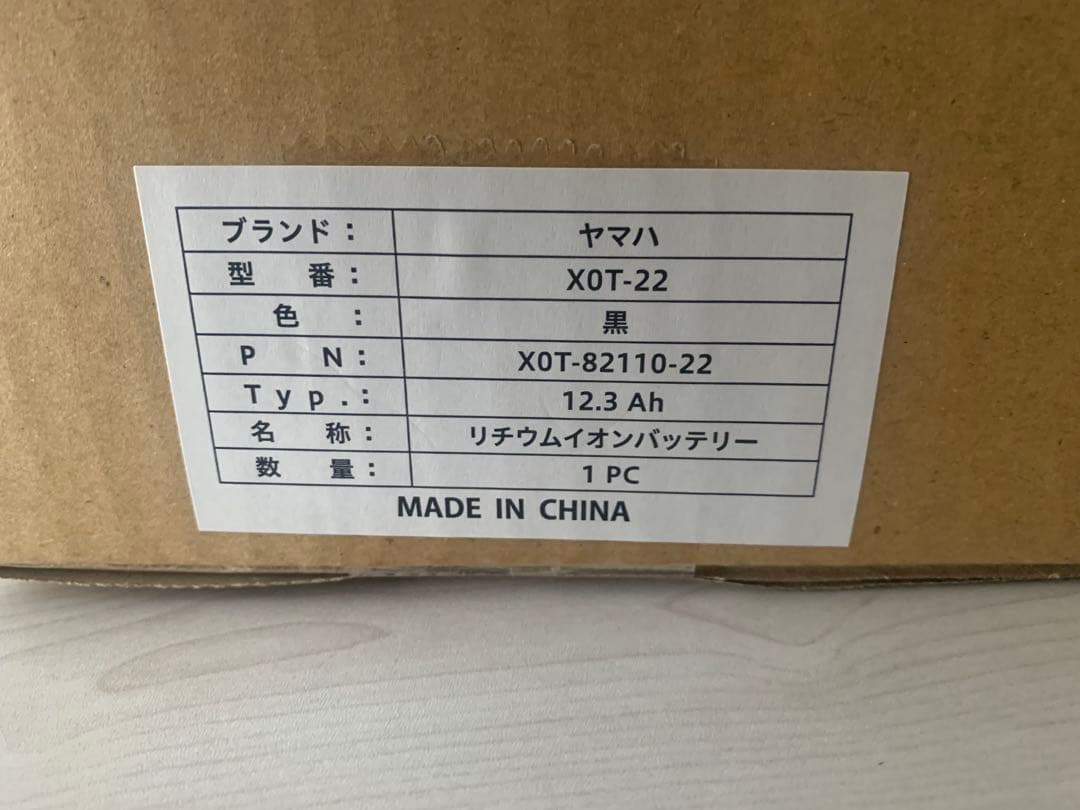 ブランド： ヤマハ
型 番： X0T-22
色 ： 黒
P N： X0T-82110-22
Typ.： 12.3 Ah
名 称： リチウムイオンバッテリー
数 量： 1 PC
MADE IN CHINA